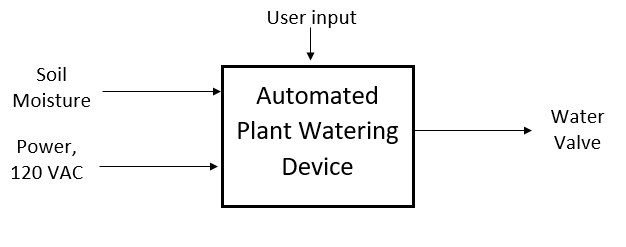 User input
Soil
Moisture
Power,
120 VAC
Automated
Plant Watering
Device
Water
Valve